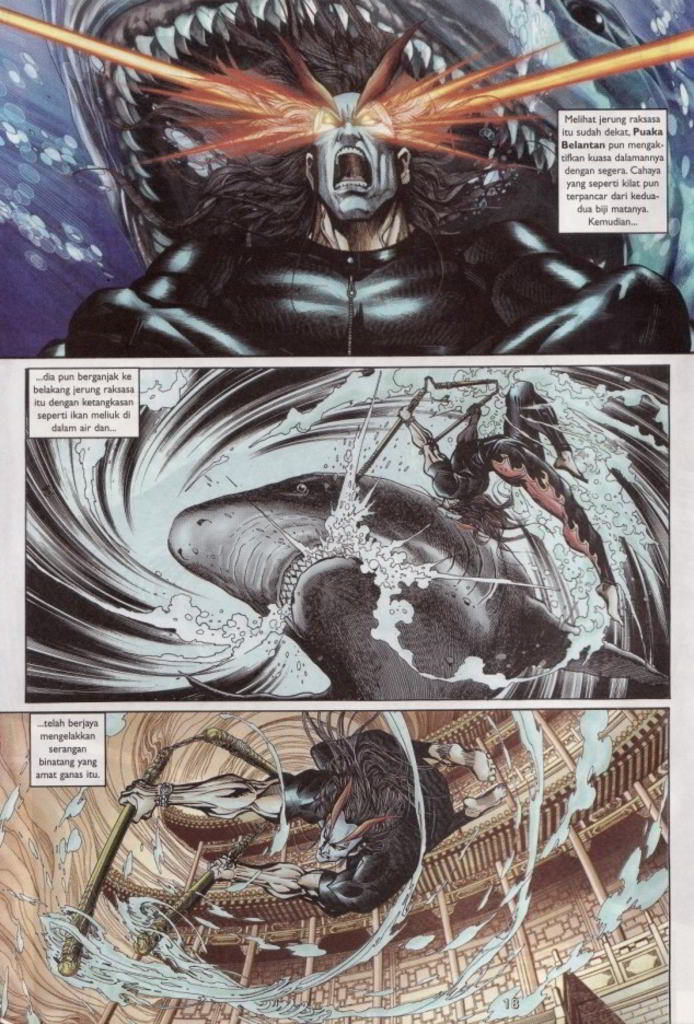 Melihat jerung raksasa
itu sudah dekat, Puaka
Belantan pun mengak-
tifkan kuasa dalamannya
dengan segera. Cahaya
yang seperti kilat pun
terpancar dari kedua-
dua biji matanya.
Kemudian...
...dia pun berganjak ke
belakang jerung raksasa
itu dengan ketangkasan
seperti ikan meliuk di
dalam air dan...
...telah berjaya
mengelakkan
serangan
binatang yang
amat ganas itu.
16